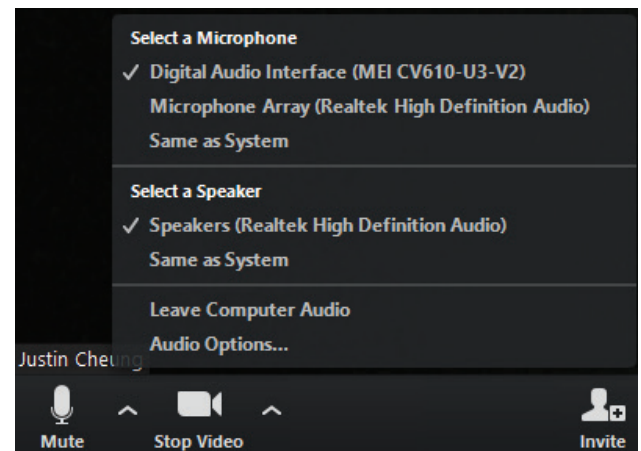 Select a Microphone
✓ Digital Audio Interface (MEI CV610-U3-V2)
Microphone Array (Realtek High Definition Audio)
Same as System
Select a Speaker
✓ Speakers (Realtek High Definition Audio)
Same as System
Leave Computer Audio
Audio Options...
Justin Cheung
Mute
Stop Video
Invite